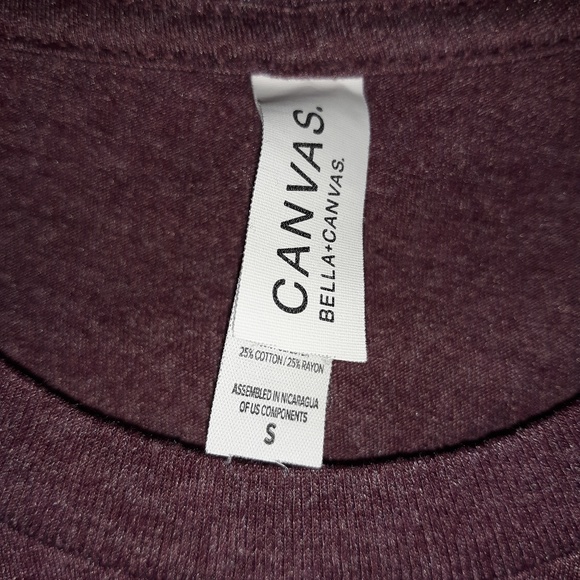 CANVAS.
BELLA+CANVAS.
25% COTTON / 25% RAYON
ASSEMBLED IN NICARAGUA
OF US COMPONENTS
S